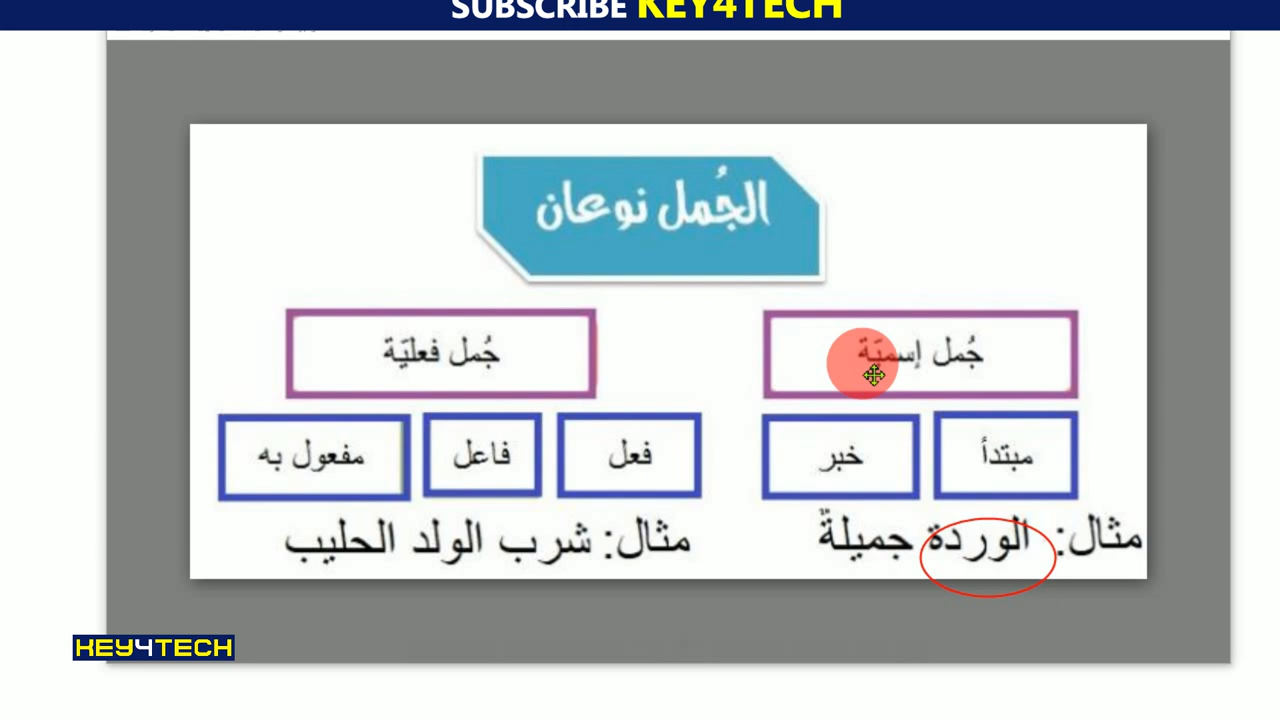 SUBSCRIBE KEY4TECH
الجُمل نوعان
جُمل إسميّة
جُمل فعليّة
مبتدأ
خبر
فعل
فاعل
مفعول به
مثال: الوردة جميلةٌ
مثال: شرب الولد الحليب
KEY4TECH